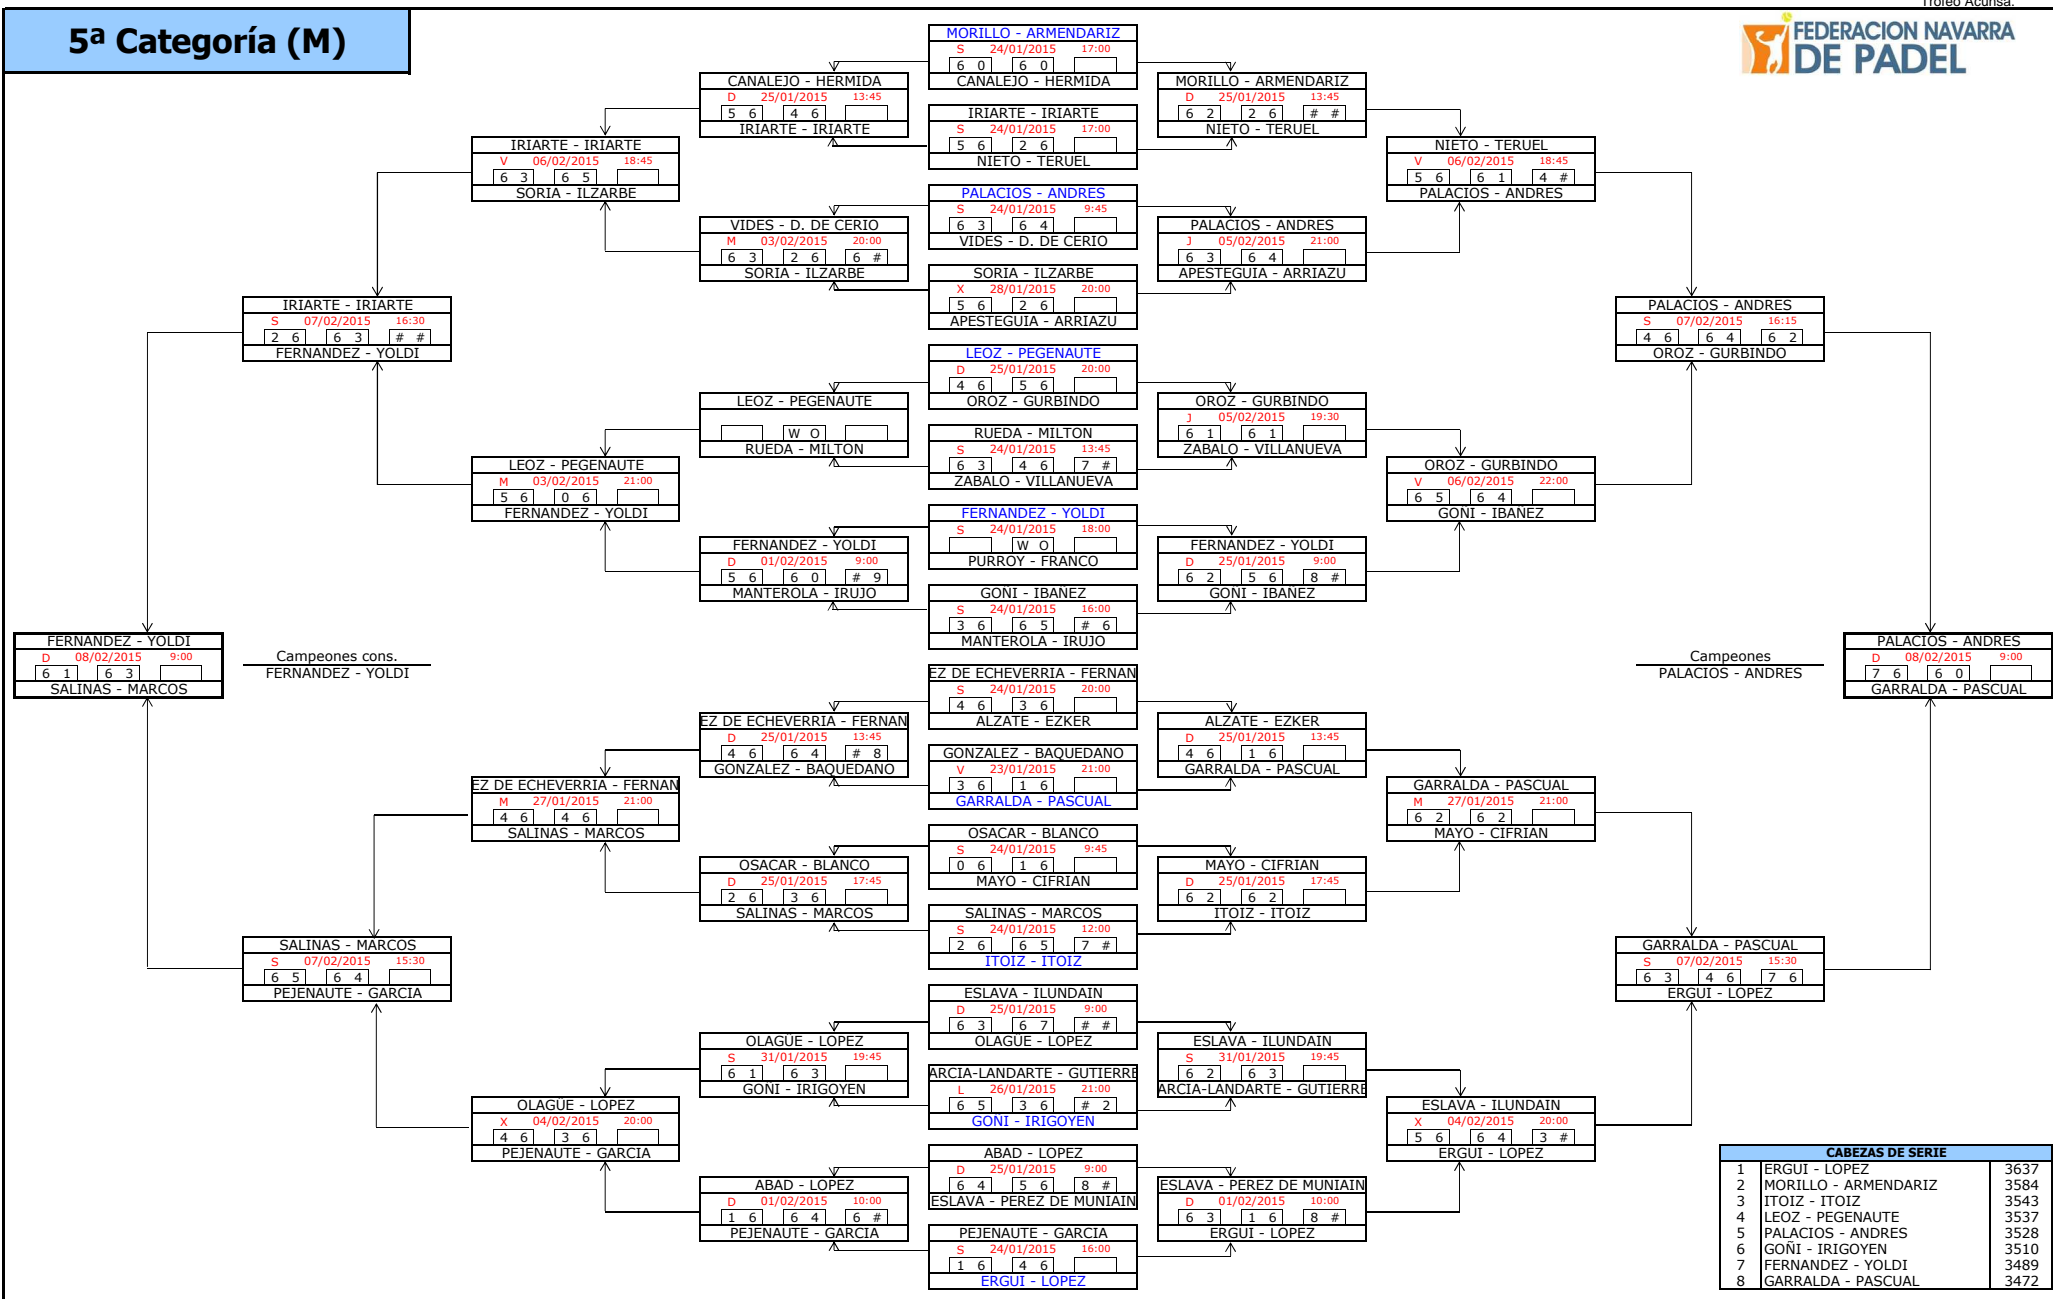 Trofeo Acunsa.
5ª Categoría (M)
FEDERACION NAVARRA
DE PADEL
FERNANDEZ - YOLDI
D 08/02/2015 9:00
6 1 6 3
SALINAS - MARCOS
Campeones cons.
FERNANDEZ - YOLDI
IRIARTE - IRIARTE
S 07/02/2015 16:30
2 6 6 3 # #
FERNANDEZ - YOLDI
SALINAS - MARCOS
S 07/02/2015 15:30
6 5 6 4
PEJENAUTE - GARCIA
IRIARTE - IRIARTE
V 06/02/2015 18:45
6 3 6 5
SORIA - ILZARBE
LEOZ - PEGENAUTE
M 03/02/2015 21:00
5 6 0 6
FERNANDEZ - YOLDI
EZ DE ECHEVERRIA - FERNAN
M 27/01/2015 21:00
4 6 4 6
SALINAS - MARCOS
OLAGÜE - LOPEZ
X 04/02/2015 20:00
4 6 3 6
PEJENAUTE - GARCIA
CANALEJO - HERMIDA
D 25/01/2015 13:45
5 6 4 6
IRIARTE - IRIARTE
VIDES - D. DE CERIO
M 03/02/2015 20:00
6 3 2 6 6 #
SORIA - ILZARBE
LEOZ - PEGENAUTE
W O
RUEDA - MILTON
FERNANDEZ - YOLDI
D 01/02/2015 9:00
5 6 6 0 # 9
MANTEROLA - IRUJO
EZ DE ECHEVERRIA - FERNAN
D 25/01/2015 13:45
4 6 6 4 # 8
GONZALEZ - BAQUEDANO
OSACAR - BLANCO
D 25/01/2015 17:45
2 6 3 6
SALINAS - MARCOS
OLAGÜE - LOPEZ
S 31/01/2015 19:45
6 1 6 3
GOÑI - IRIGOYEN
ABAD - LOPEZ
D 01/02/2015 10:00
1 6 6 4 6 #
PEJENAUTE - GARCIA
MORILLO - ARMENDARIZ
S 24/01/2015 17:00
6 0 6 0
CANALEJO - HERMIDA
IRIARTE - IRIARTE
S 24/01/2015 17:00
5 6 2 6
NIETO - TERUEL
PALACIOS - ANDRES
S 24/01/2015 9:45
6 3 6 4
VIDES - D. DE CERIO
SORIA - ILZARBE
X 28/01/2015 20:00
5 6 2 6
APESTEGUIA - ARRIAZU
LEOZ - PEGENAUTE
D 25/01/2015 20:00
4 6 5 6
OROZ - GURBINDO
RUEDA - MILTON
S 24/01/2015 13:45
6 3 4 6 7 #
ZABALO - VILLANUEVA
FERNANDEZ - YOLDI
S 24/01/2015 18:00
W O
PURROY - FRANCO
GOÑI - IBAÑEZ
S 24/01/2015 16:00
3 6 6 5 # 6
MANTEROLA - IRUJO
EZ DE ECHEVERRIA - FERNAN
S 24/01/2015 20:00
4 6 3 6
ALZATE - EZKER
GONZALEZ - BAQUEDANO
V 23/01/2015 21:00
3 6 1 6
GARRALDA - PASCUAL
OSACAR - BLANCO
S 24/01/2015 9:45
0 6 1 6
MAYO - CIFRIAN
SALINAS - MARCOS
S 24/01/2015 12:00
2 6 6 5 7 #
ITOIZ - ITOIZ
ESLAVA - ILUNDAIN
D 25/01/2015 9:00
6 3 6 7 # #
OLAGÜE - LOPEZ
ARCIA-LANDARTE - GUTIERRE
L 26/01/2015 21:00
6 5 3 6 # 2
GOÑI - IRIGOYEN
ABAD - LOPEZ
D 25/01/2015 9:00
6 4 5 6 8 #
ESLAVA - PEREZ DE MUNIAIN
PEJENAUTE - GARCIA
S 24/01/2015 16:00
1 6 4 6
ERGUI - LOPEZ
MORILLO - ARMENDARIZ
D 25/01/2015 13:45
6 2 2 6 # #
NIETO - TERUEL
PALACIOS - ANDRES
J 05/02/2015 21:00
6 3 6 4
APESTEGUIA - ARRIAZU
OROZ - GURBINDO
J 05/02/2015 19:30
6 1 6 1
ZABALO - VILLANUEVA
FERNANDEZ - YOLDI
D 25/01/2015 9:00
6 2 5 6 8 #
GOÑI - IBAÑEZ
ALZATE - EZKER
D 25/01/2015 13:45
4 6 1 6
GARRALDA - PASCUAL
MAYO - CIFRIAN
D 25/01/2015 17:45
6 2 6 2
ITOIZ - ITOIZ
ESLAVA - ILUNDAIN
S 31/01/2015 19:45
6 2 6 3
ARCIA-LANDARTE - GUTIERRE
ESLAVA - PEREZ DE MUNIAIN
D 01/02/2015 10:00
6 3 1 6 8 #
ERGUI - LOPEZ
NIETO - TERUEL
V 06/02/2015 18:45
5 6 6 1 4 #
PALACIOS - ANDRES
OROZ - GURBINDO
V 06/02/2015 22:00
6 5 6 4
GOÑI - IBAÑEZ
GARRALDA - PASCUAL
M 27/01/2015 21:00
6 2 6 2
MAYO - CIFRIAN
ESLAVA - ILUNDAIN
X 04/02/2015 20:00
5 6 6 4 3 #
ERGUI - LOPEZ
PALACIOS - ANDRES
S 07/02/2015 16:15
4 6 6 4 6 2
OROZ - GURBINDO
GARRALDA - PASCUAL
S 07/02/2015 15:30
6 3 4 6 7 6
ERGUI - LOPEZ
Campeones
PALACIOS - ANDRES
PALACIOS - ANDRES
D 08/02/2015 9:00
7 6 6 0
GARRALDA - PASCUAL
CABEZAS DE SERIE
1 ERGUI - LOPEZ 3637
2 MORILLO - ARMENDARIZ 3584
3 ITOIZ - ITOIZ 3543
4 LEOZ - PEGENAUTE 3537
5 PALACIOS - ANDRES 3528
6 GOÑI - IRIGOYEN 3510
7 FERNANDEZ - YOLDI 3489
8 GARRALDA - PASCUAL 3472